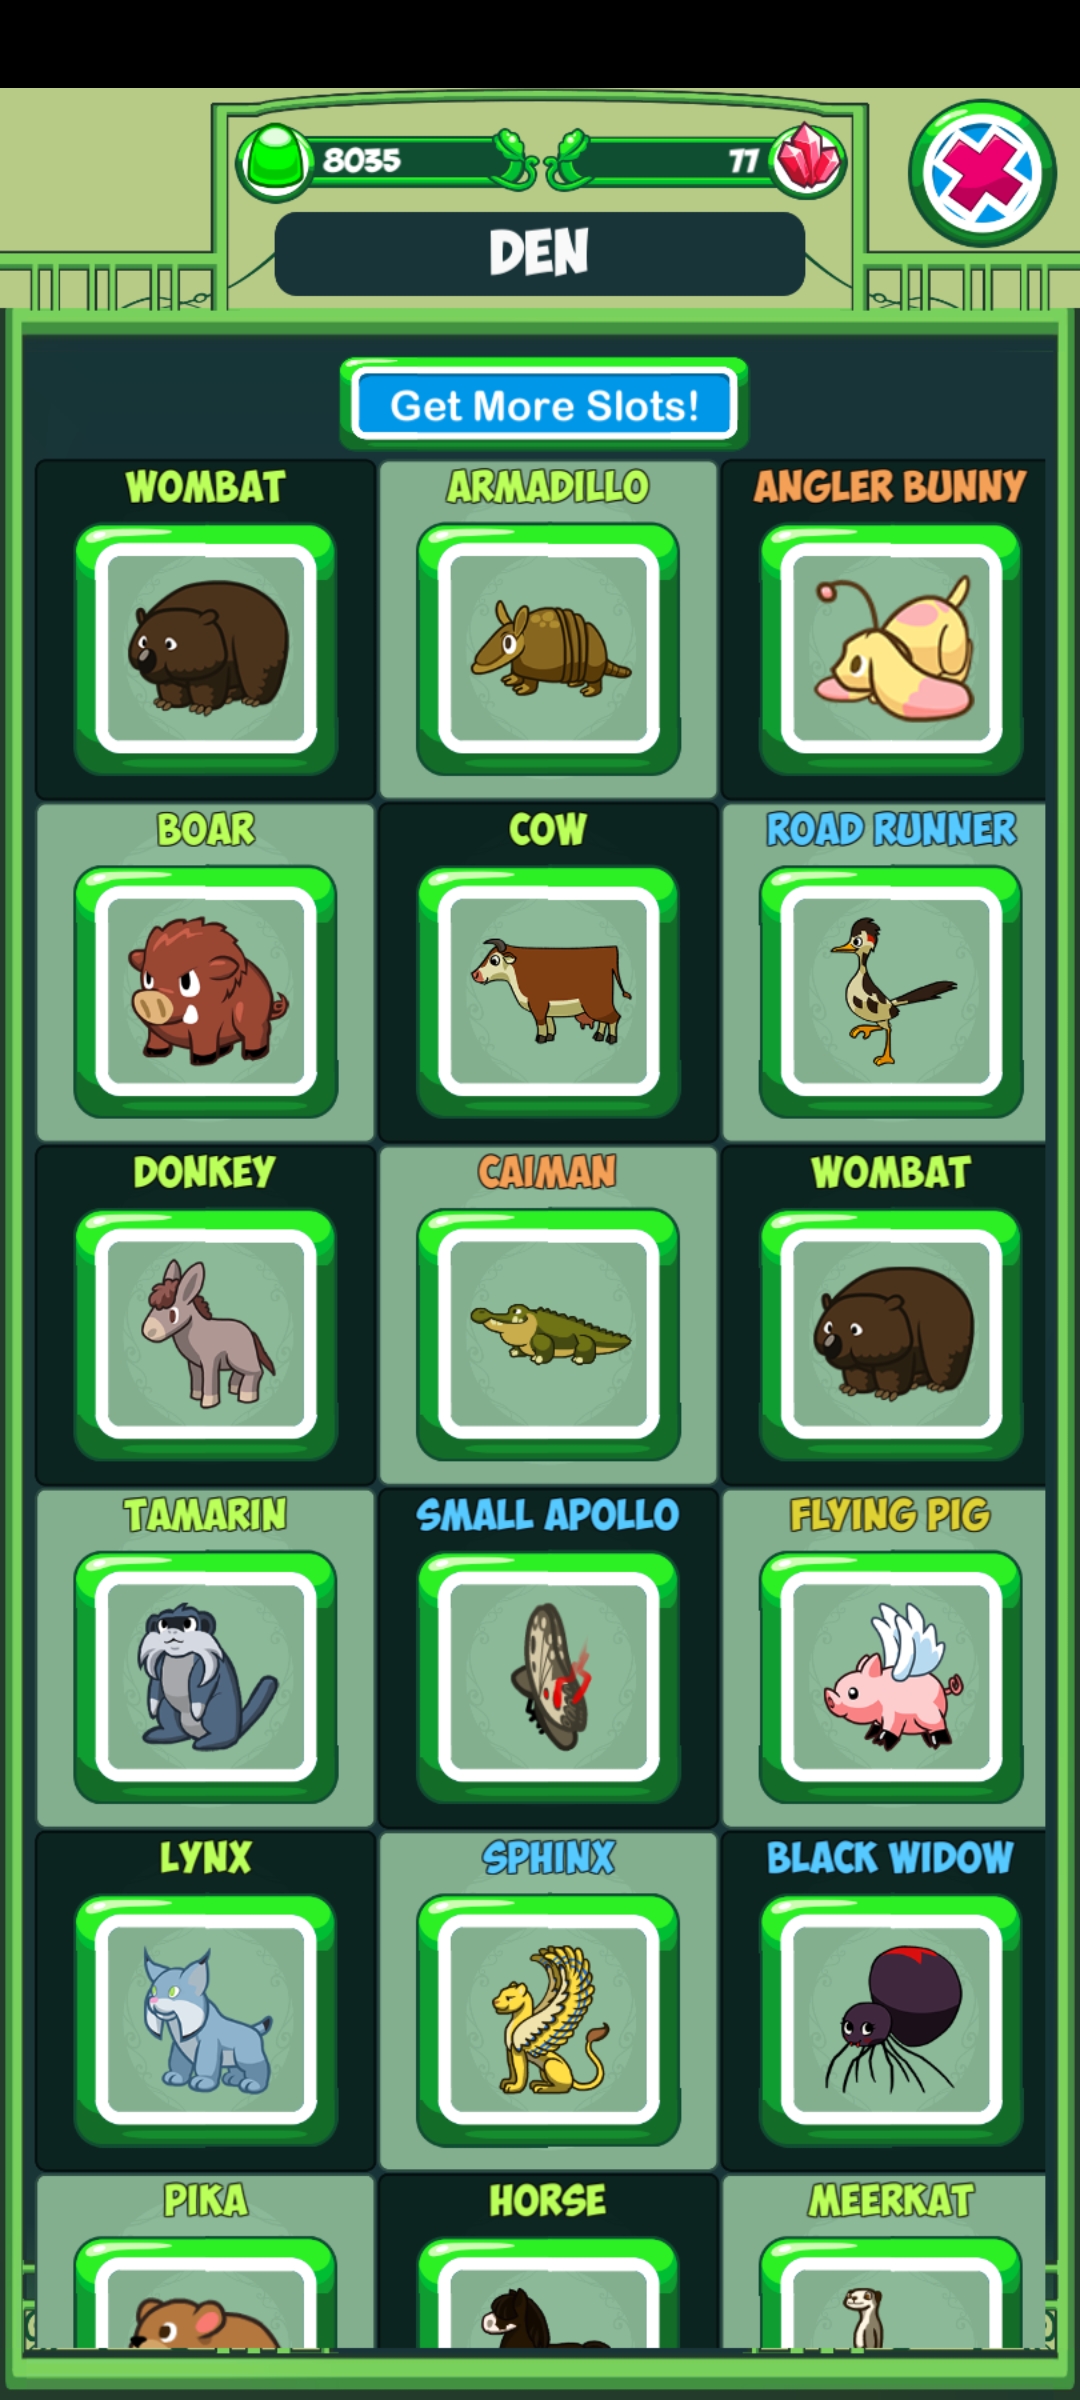 8035
77
DEN
Get More Slots!
WOMBAT
ARMADILLO
ANGLER BUNNY
BOAR
COW
ROAD RUNNER
DONKEY
CAIMAN
WOMBAT
TAMARIN
SMALL APOLLO
FLYING PIG
LYNX
SPHINX
BLACK WIDOW
PIKA
HORSE
MEERKAT